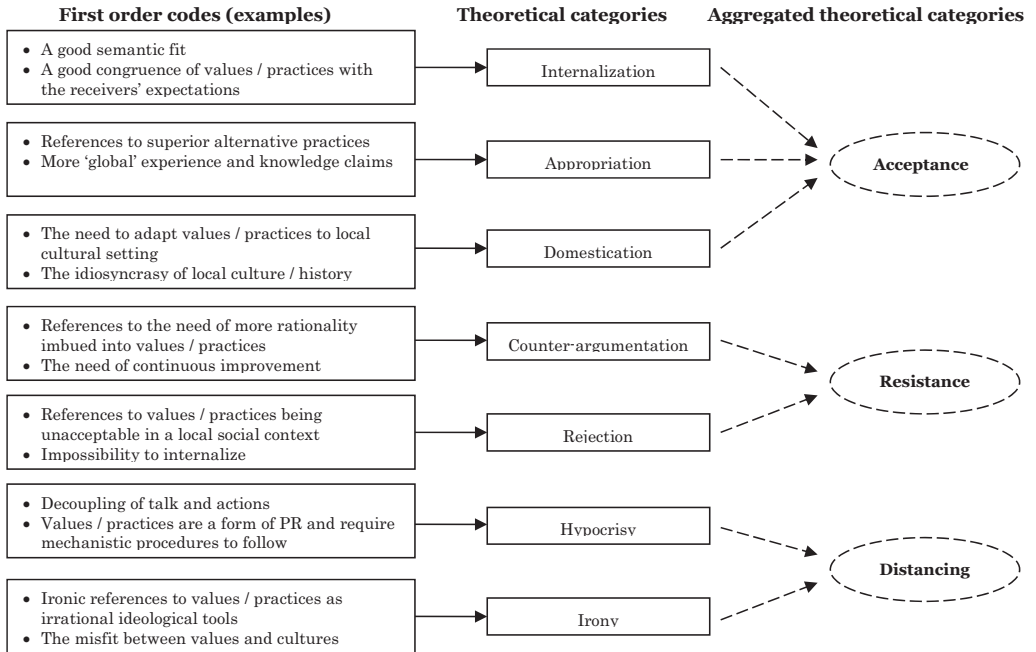 First order codes (examples)
Theoretical categories
Aggregated theoretical categories
• A good semantic fit
• A good congruence of values / practices with
the receivers’ expectations
Internalization
• References to superior alternative practices
• More ‘global’ experience and knowledge claims
Appropriation
Acceptance
• The need to adapt values / practices to local
cultural setting
• The idiosyncrasy of local culture / history
Domestication
• References to the need of more rationality
imbued into values / practices
• The need of continuous improvement
Counter-argumentation
Resistance
• References to values / practices being
unacceptable in a local social context
• Impossibility to internalize
Rejection
• Decoupling of talk and actions
• Values / practices are a form of PR and require
mechanistic procedures to follow
Hypocrisy
Distancing
• Ironic references to values / practices as
irrational ideological tools
• The misfit between values and cultures
Irony